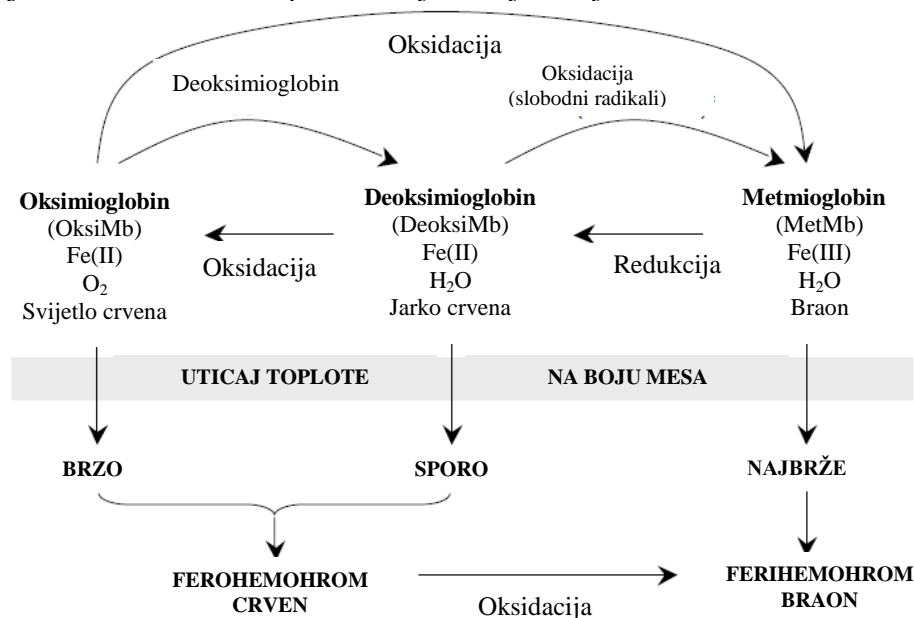 Oksidacija
Deoksimioglobin
Oksidacija
(slobodni radikali)
Oksimioglobin
(OksiMb)
Fe(II)
O₂
Svijetlo crvena
Oksidacija
Deoksimioglobin
(DeoksiMb)
Fe(II)
H₂O
Jarko crvena
Redukcija
Metmioglobin
(MetMb)
Fe(III)
H₂O
Braon
UTICAJ TOPLOTE
NA BOJU MESA
BRZO
SPORO
NAJBRŽE
FEROHEMOHROM
CRVEN
Oksidacija
FERIHEMOHROM
BRAON